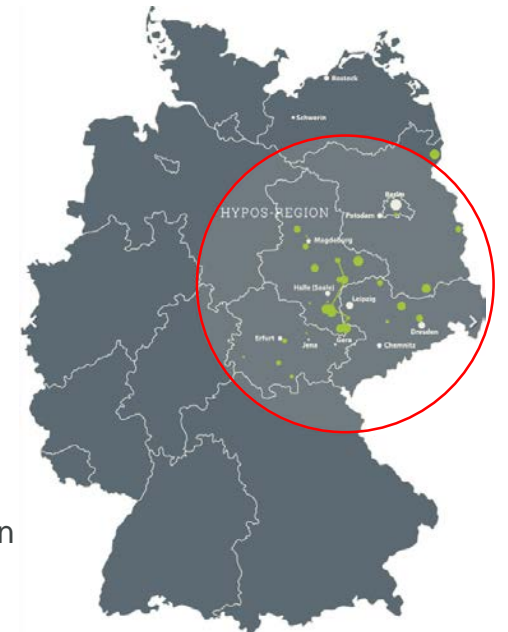 Rostock
Schwerin
Berlin
HYPOS-REGION
Potsdam
Magdeburg
Halle (Saale)
Leipzig
Erfurt
Jena
Gera
Dresden
Chemnitz
n